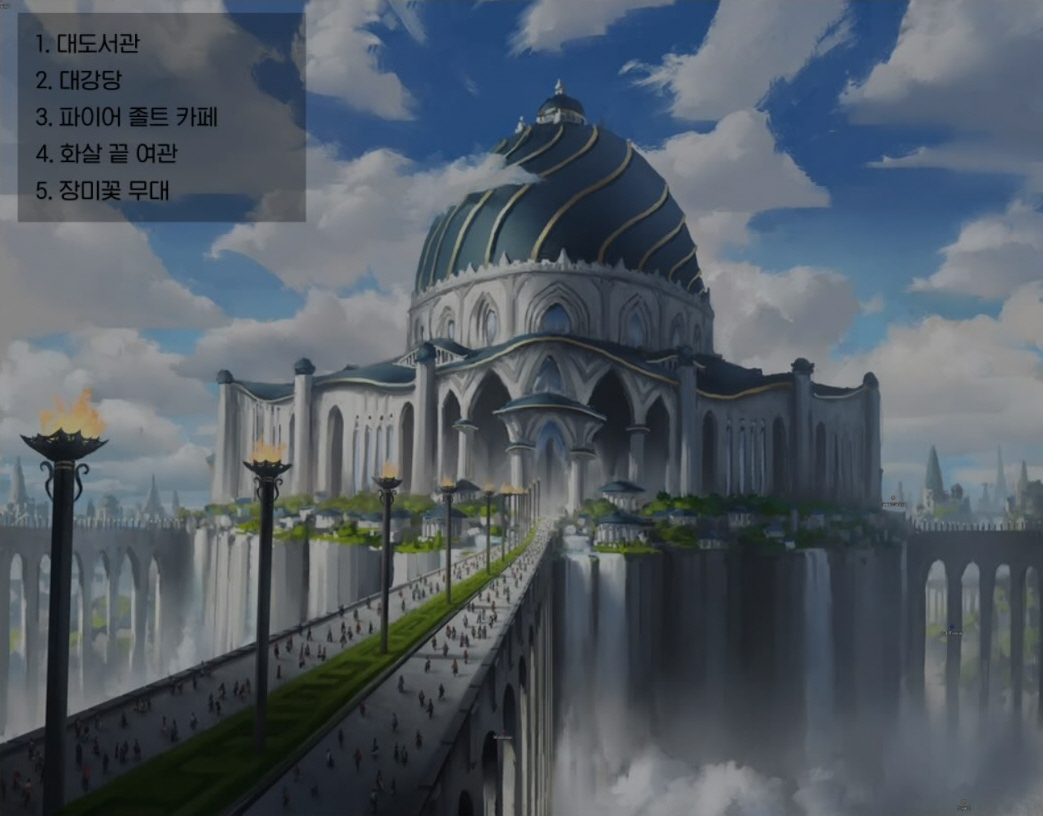 1. 대도서관
2. 대강당
3. 파이어 졸트 카페
4. 화살 끝 여관
5. 장미꽃 무대